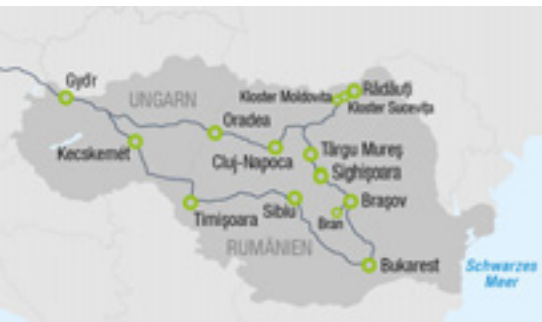 Győr
UNGARN
Kloster Moldovita
Rădăuți
Kloster Sucevița
Oradea
Kecskemét
Cluj-Napoca
Târgu Mureș
Sighișoara
Timișoara
Sibiu
Brașov
Bran
RUMÄNIEN
Bukarest
Schwarzes
Meer